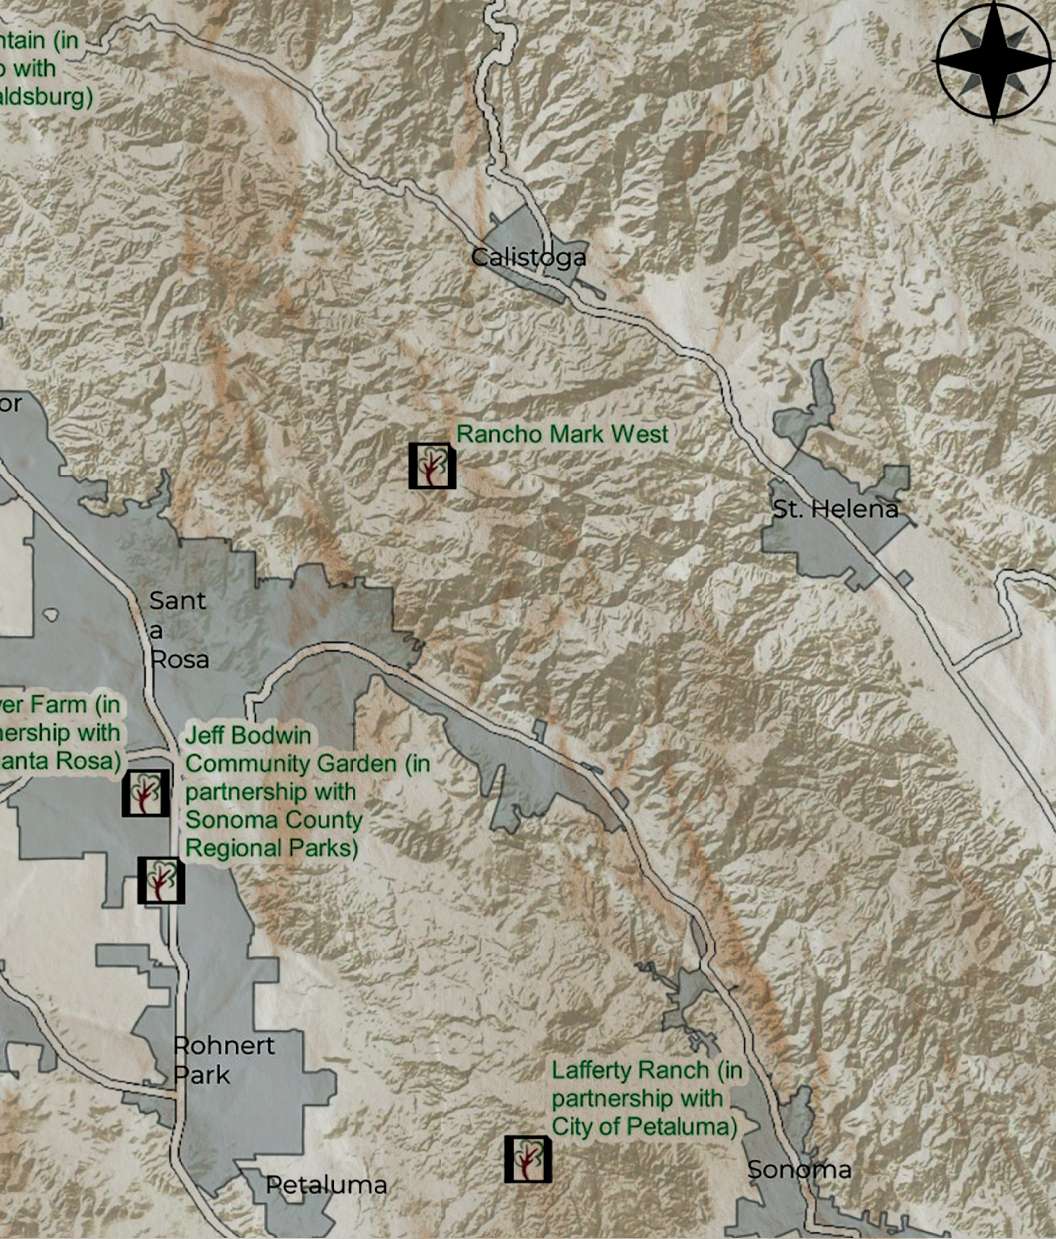 ntain (in
p with
aldsburg)
Calistoga
or
Rancho Mark West
St. Helena
Sant
a
Rosa
ver Farm (in
nership with
anta Rosa)
Jeff Bodwin
Community Garden (in
partnership with
Sonoma County
Regional Parks)
Rohnert
Park
Lafferty Ranch (in
partnership with
City of Petaluma)
Sonoma
Petaluma